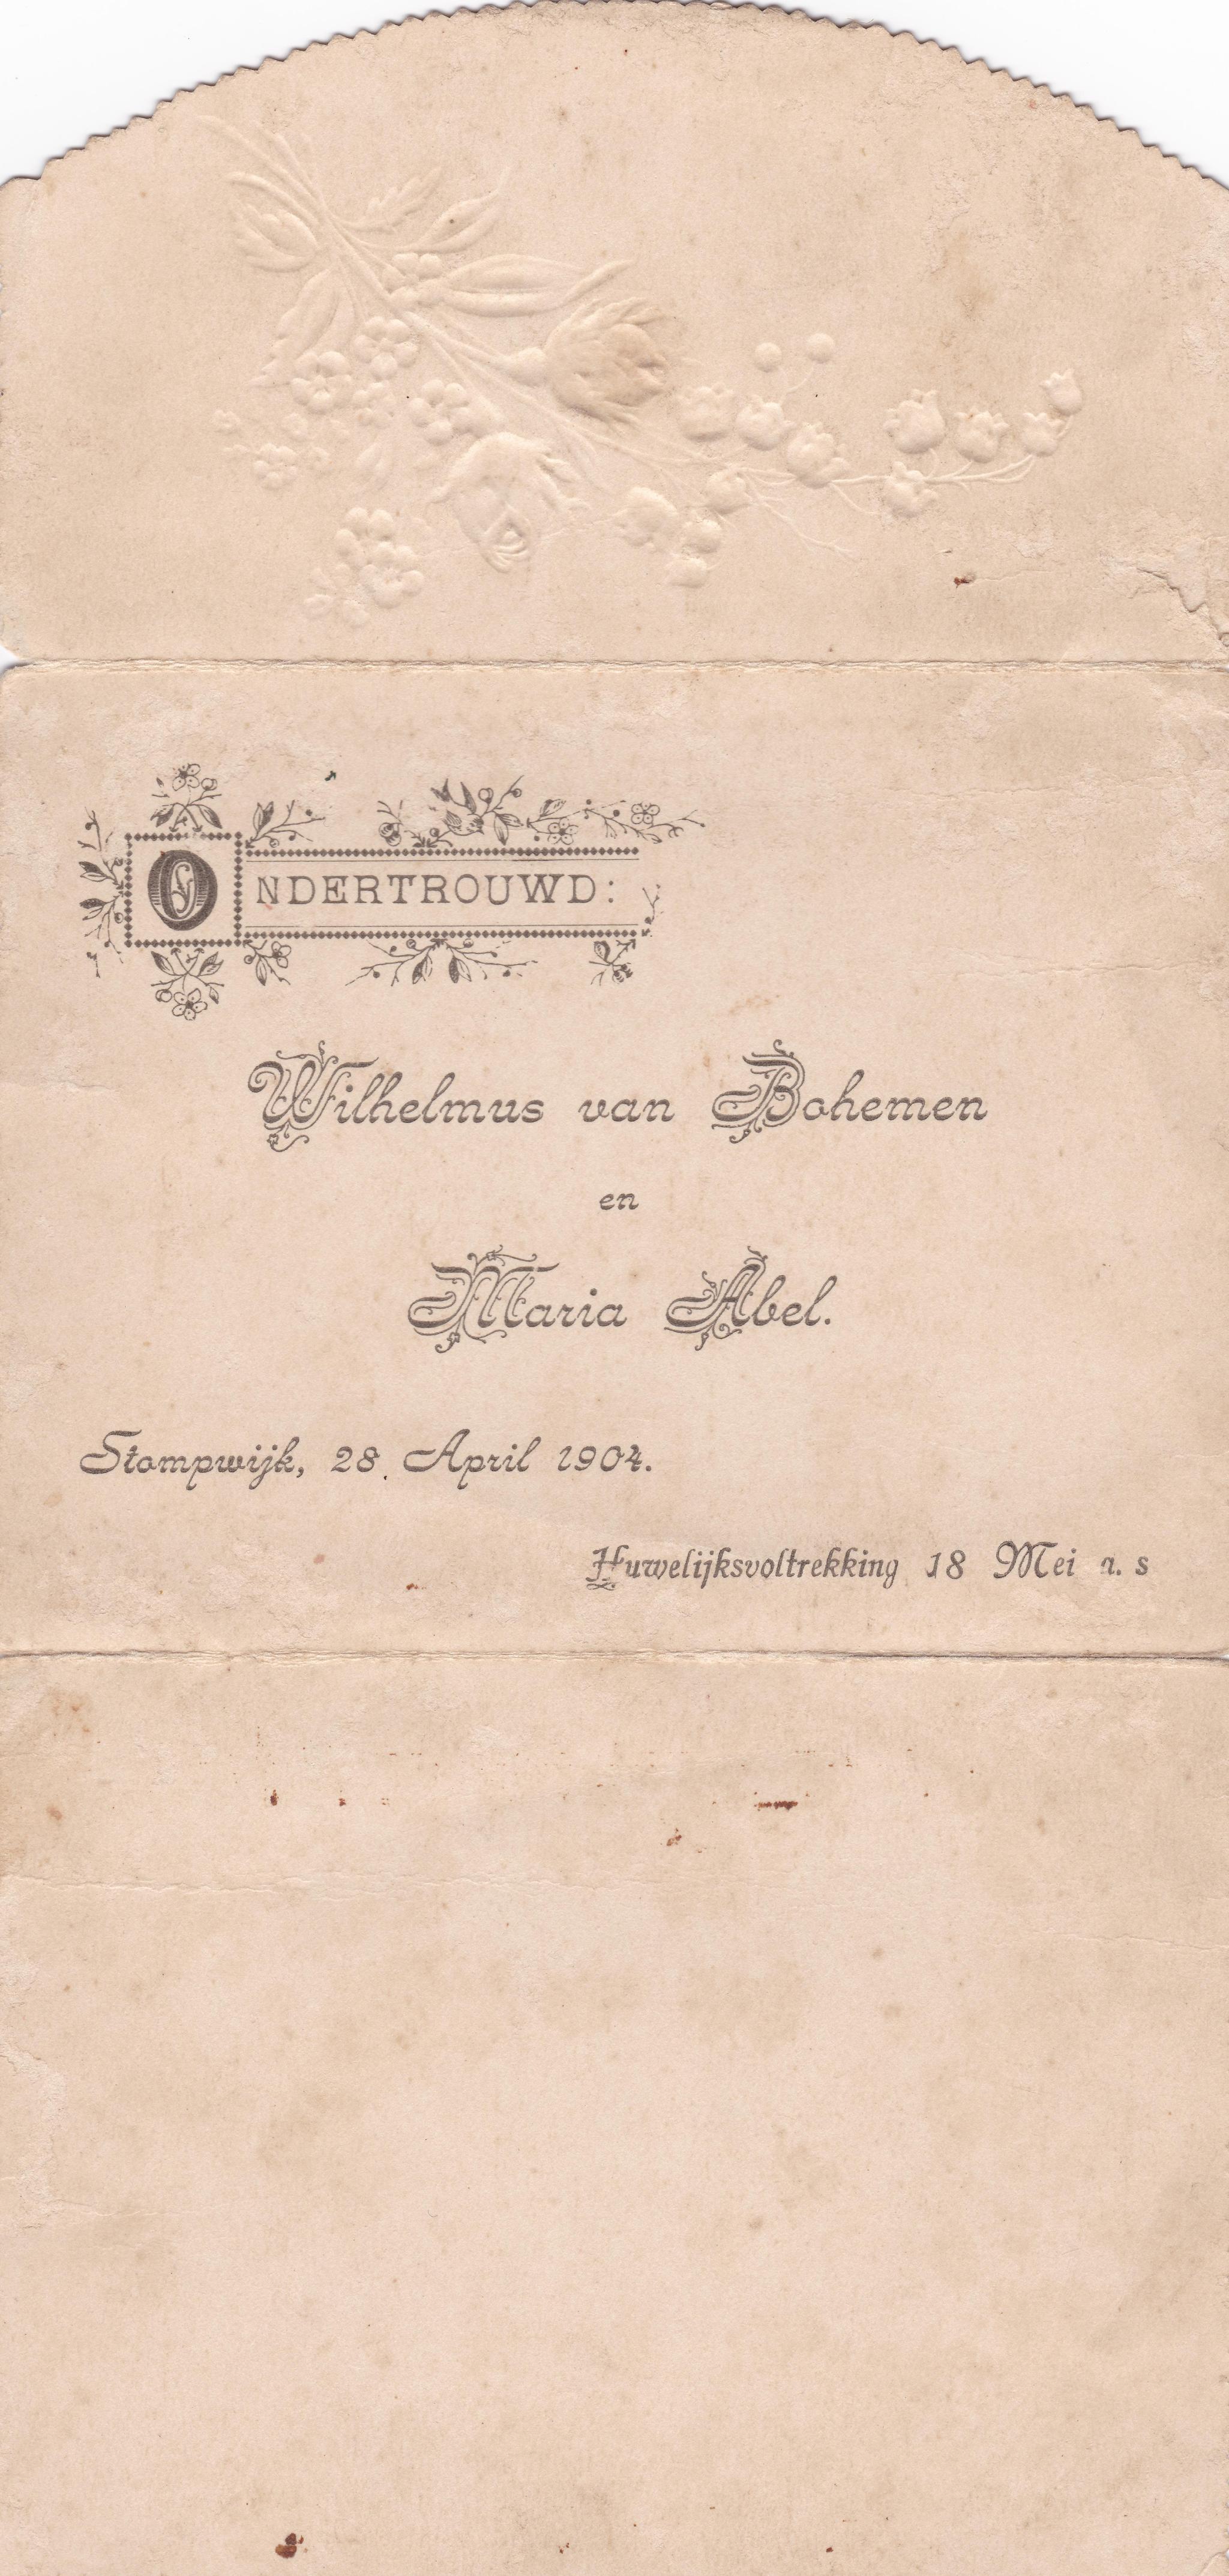 ONDERTROUWD:
Wilhelmus van Bohemen
en
Maria Abel.
Stompwijk, 28 April 1904.
Huwelijksvoltrekking 18 Mei a. s